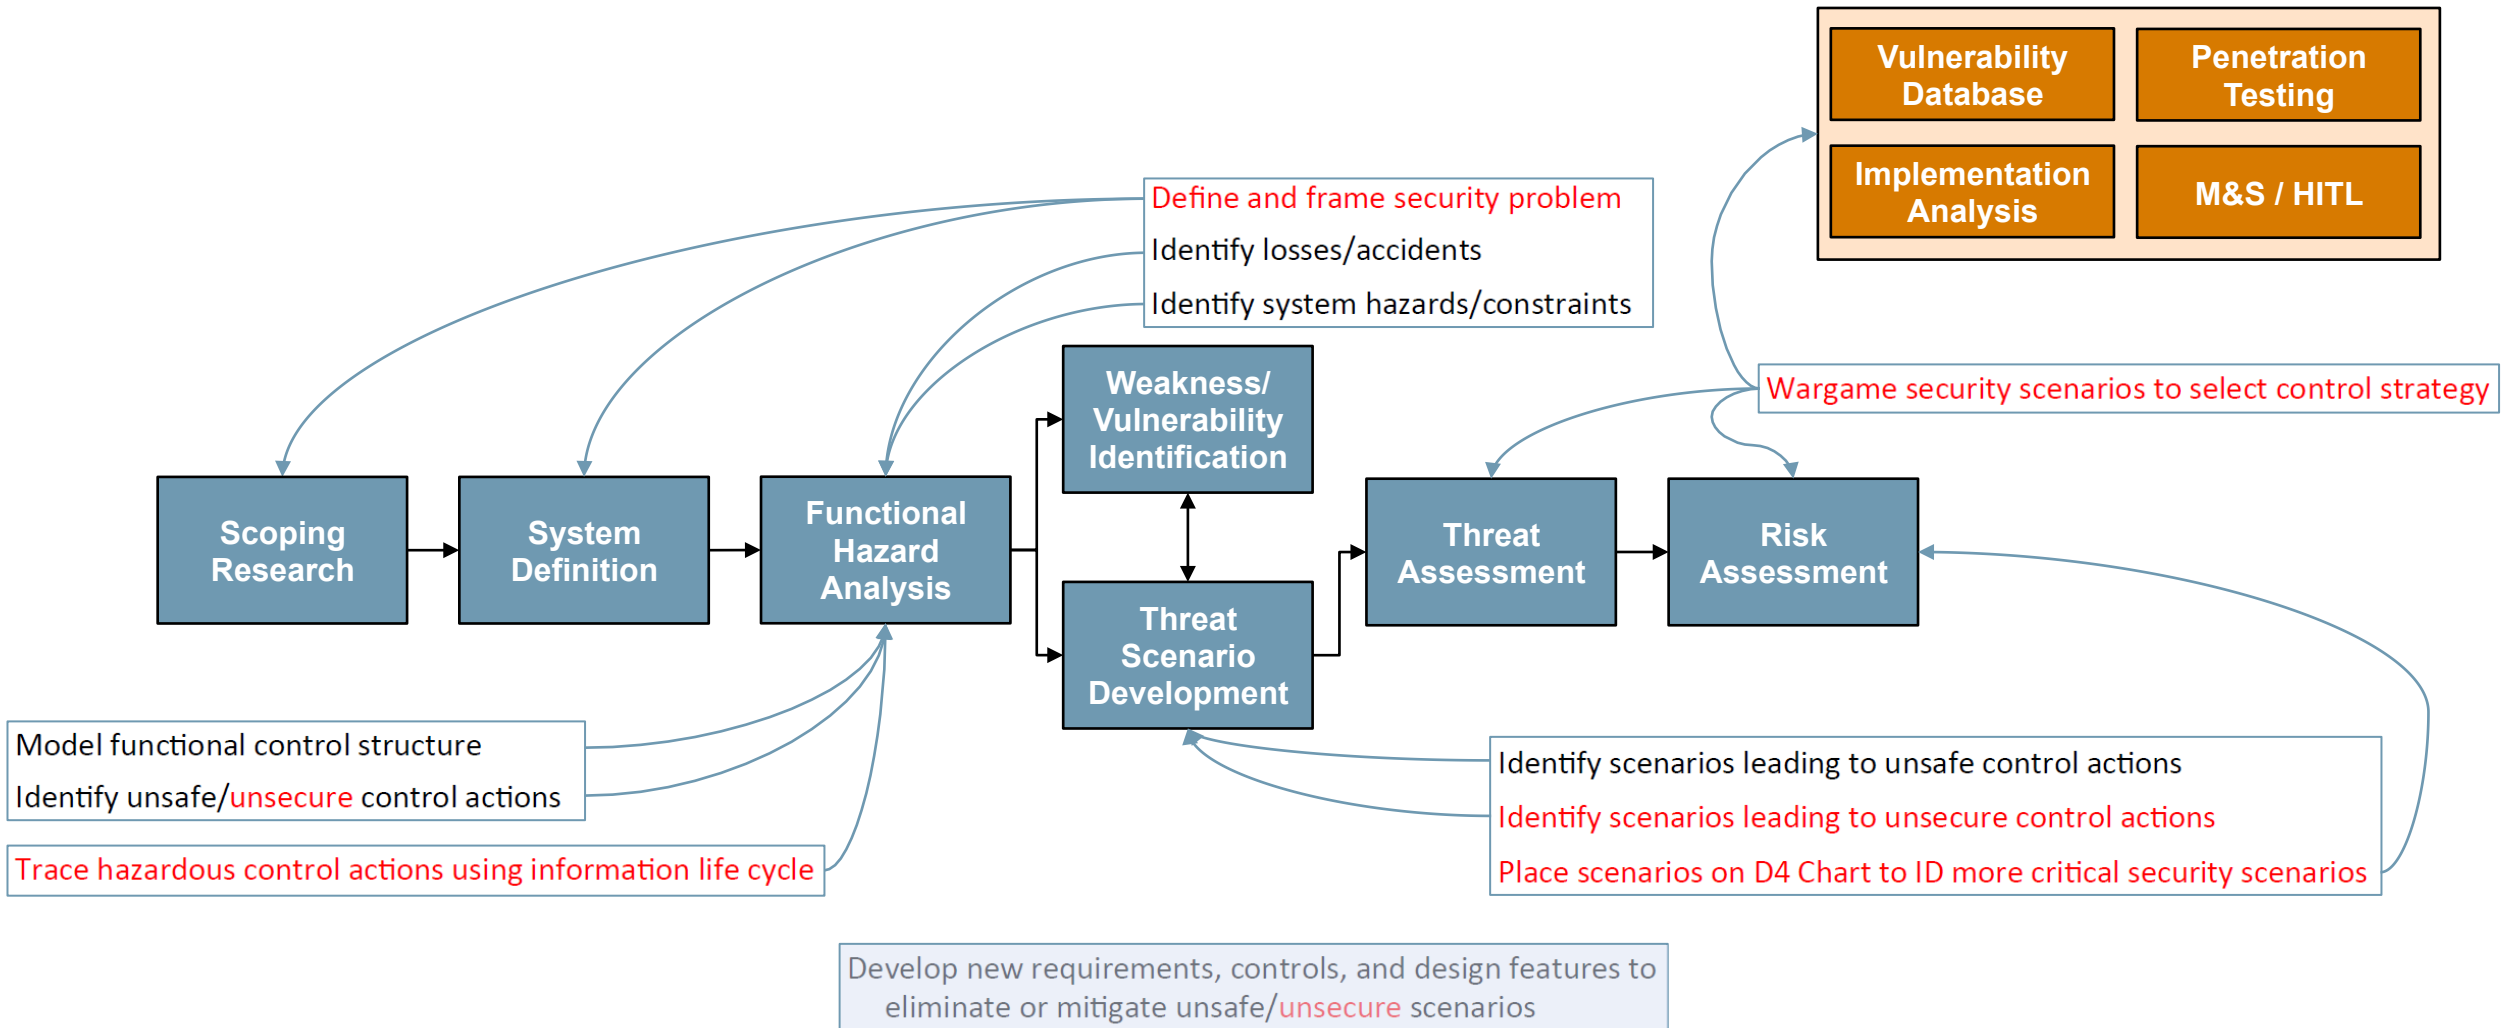 Vulnerability
Database
Penetration
Testing
Implementation
Analysis
M&S / HITL
Define and frame security problem
Identify losses/accidents
Identify system hazards/constraints
Wargame security scenarios to select control strategy
Scoping
Research
System
Definition
Functional
Hazard
Analysis
Weakness/
Vulnerability
Identification
Threat
Scenario
Development
Threat
Assessment
Risk
Assessment
Model functional control structure
Identify unsafe/unsecure control actions
Trace hazardous control actions using information life cycle
Identify scenarios leading to unsafe control actions
Identify scenarios leading to unsecure control actions
Place scenarios on D4 Chart to ID more critical security scenarios
Develop new requirements, controls, and design features to
eliminate or mitigate unsafe/unsecure scenarios